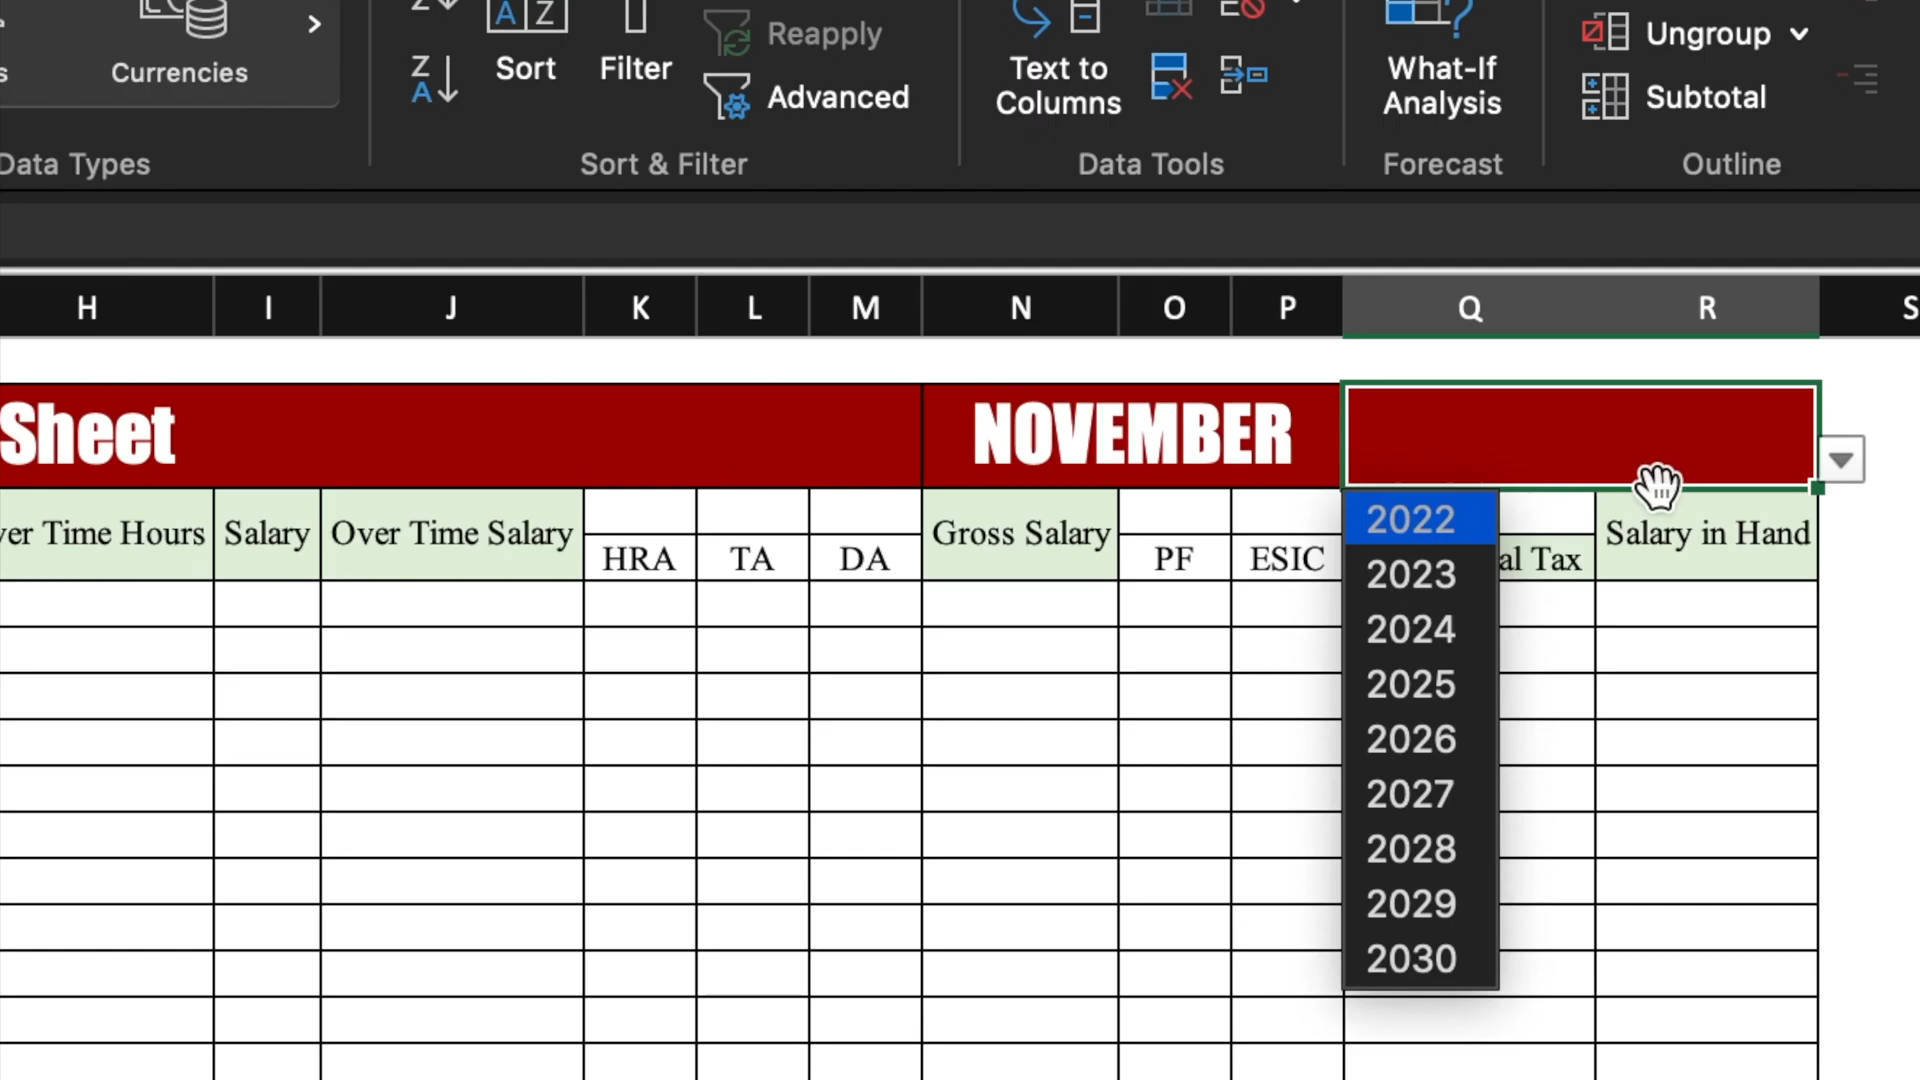 Currencies
Data Types
Z
A
A Z
Sort
Filter
Reapply
Advanced
Sort & Filter
Text to
Columns
Data Tools
What-If
Analysis
Forecast
Ungroup
Subtotal
Outline
H I J K L M N O P Q R S
Sheet NOVEMBER
er Time Hours Salary Over Time Salary HRA TA DA Gross Salary PF ESIC al Tax Salary in Hand
2022
2023
2024
2025
2026
2027
2028
2029
2030